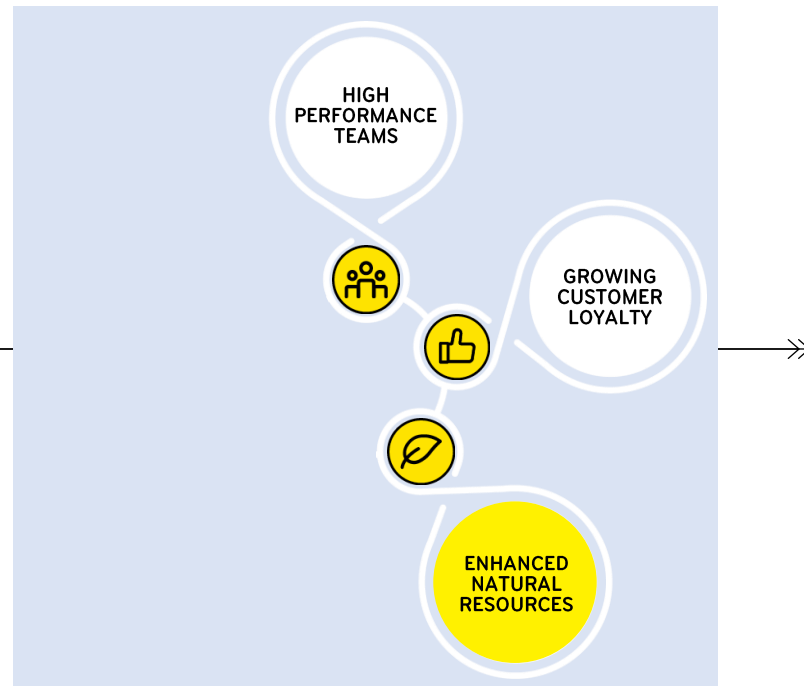 HIGH
PERFORMANCE
TEAMS
GROWING
CUSTOMER
LOYALTY
ENHANCED
NATURAL
RESOURCES